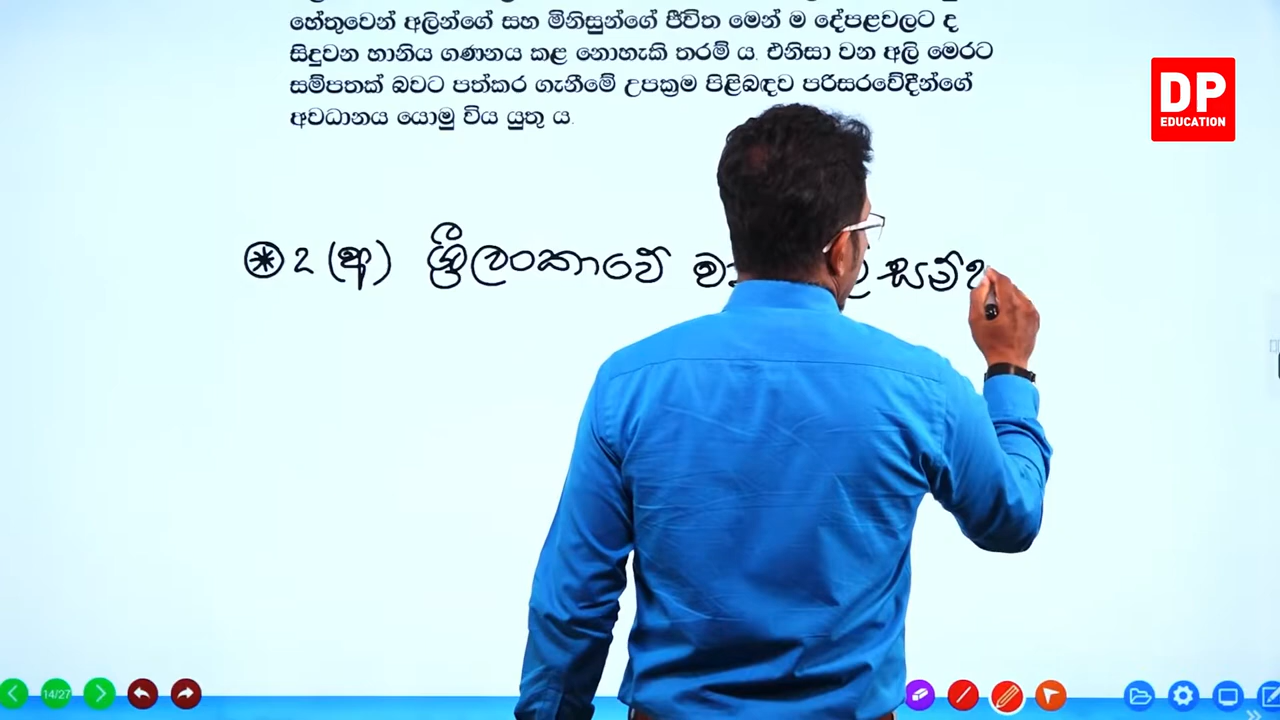 හේතුවෙන් අලින්ගේ සහ මිනිසුන්ගේ ජීවිත මෙන් ම දේපළවලට ද
සිදුවන හානිය ගණනය කළ නොහැකි තරම් ය. එනිසා වන අලි මෙරට
සම්පතක් බවට පත්කර ගැනීමේ උපක්‍රම පිළිබඳව පරිසරවේදීන්ගේ
අවධානය යොමු විය යුතු ය.
DP
EDUCATION
2 (අ) ශ්‍රීලංකාවේ
14/27